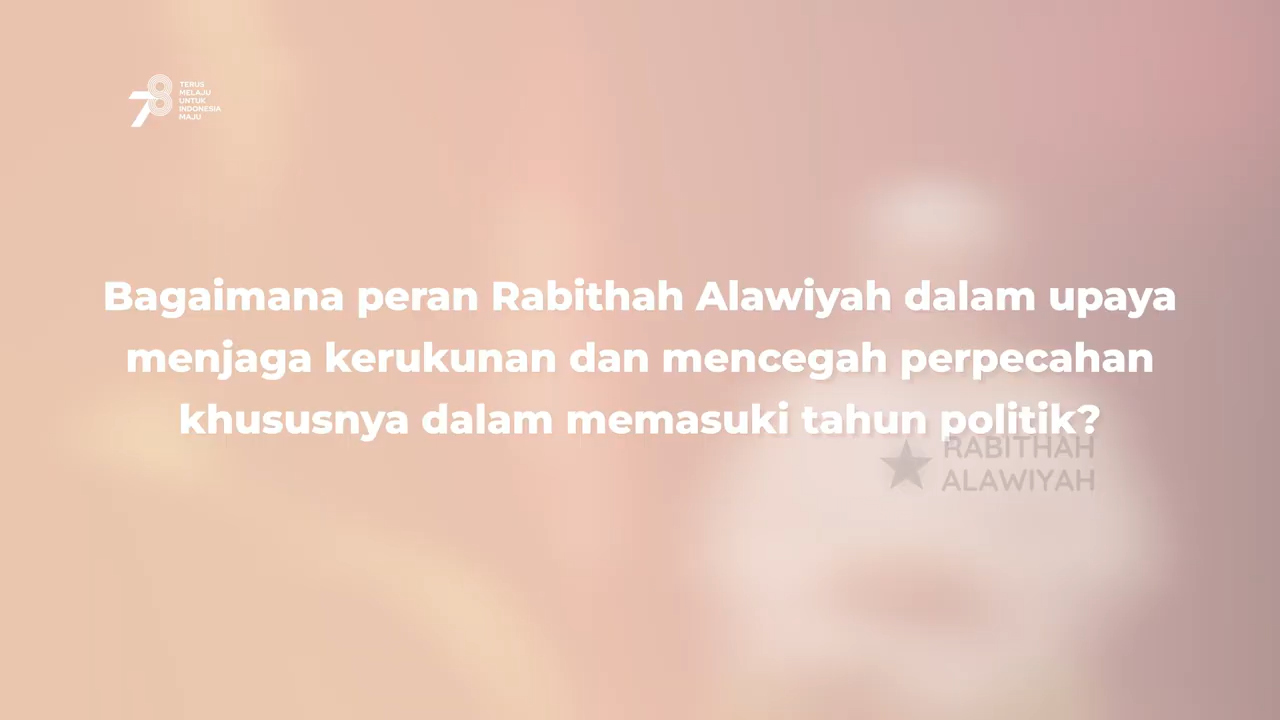 78
TERUS
MELAJU
UNTUK
INDONESIA
MAJU
Bagaimana peran Rabithah Alawiyah dalam upaya
menjaga kerukunan dan mencegah perpecahan
khususnya dalam memasuki tahun politik?
RABITHAH
ALAWIYAH